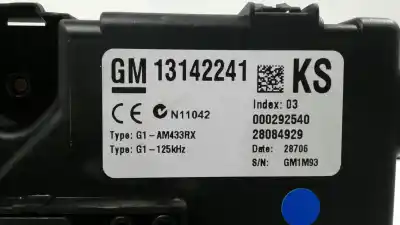 GM 13142241 KS
Index: 03
CE N11042 000292540
Type: G1-AM433RX 28084929
Type: G1-125kHz Date: 28706
S/N: GM1M93